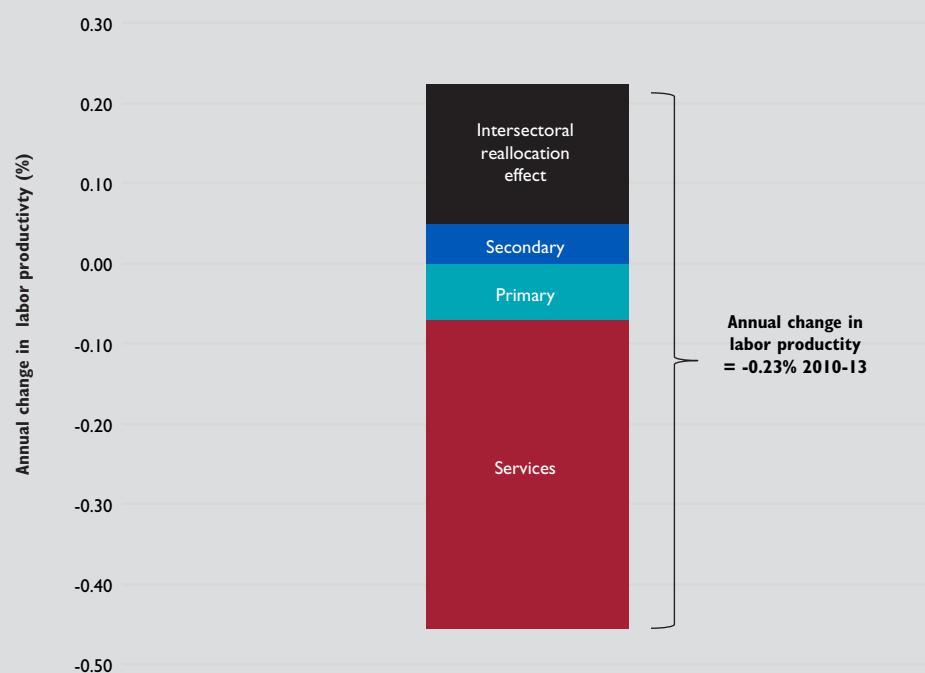 0.30
0.20
0.10
0.00
-0.10
-0.20
-0.30
-0.40
-0.50
Annual change in labor productivty (%)
Intersectoral
reallocation
effect
Secondary
Primary
Services
Annual change in
labor productity
= -0.23% 2010-13